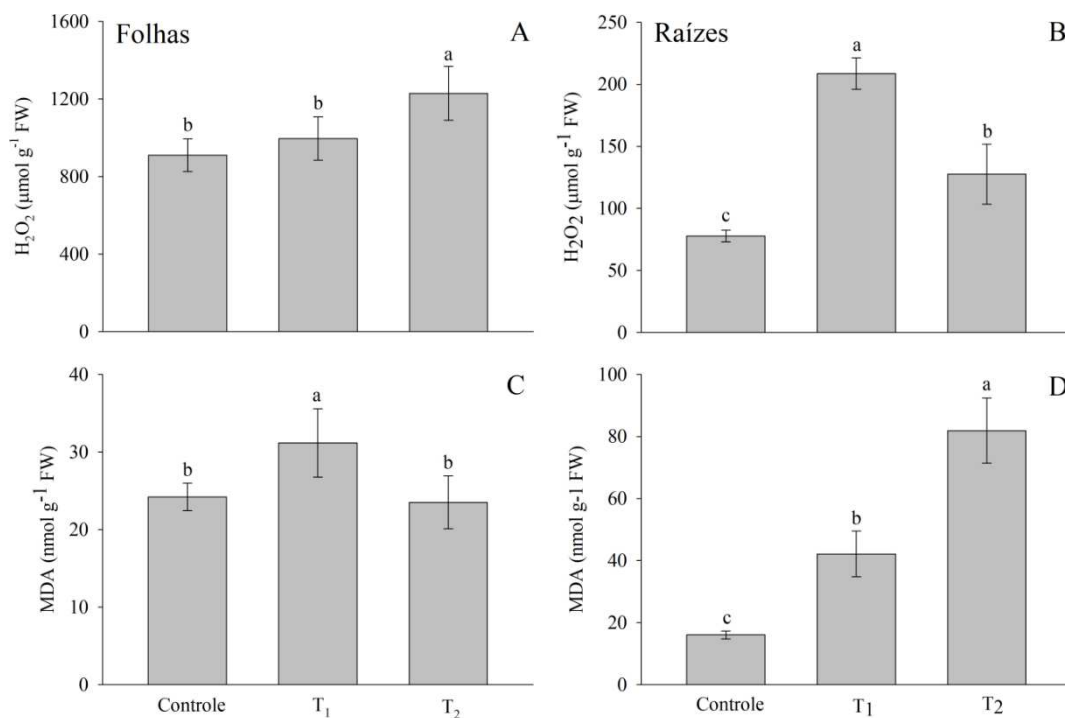 Folhas
A
H₂O₂ (µmol g⁻¹ FW)
1600
1200
800
400
0
b
b
a
Raízes
B
H₂O₂ (µmol g⁻¹ FW)
250
200
150
100
50
0
c
a
b
C
MDA (nmol g⁻¹ FW)
40
30
20
10
0
b
a
b
Controle
T₁
T₂
D
MDA (nmol g-1 FW)
100
80
60
40
20
0
c
b
a
Controle
T₁
T₂